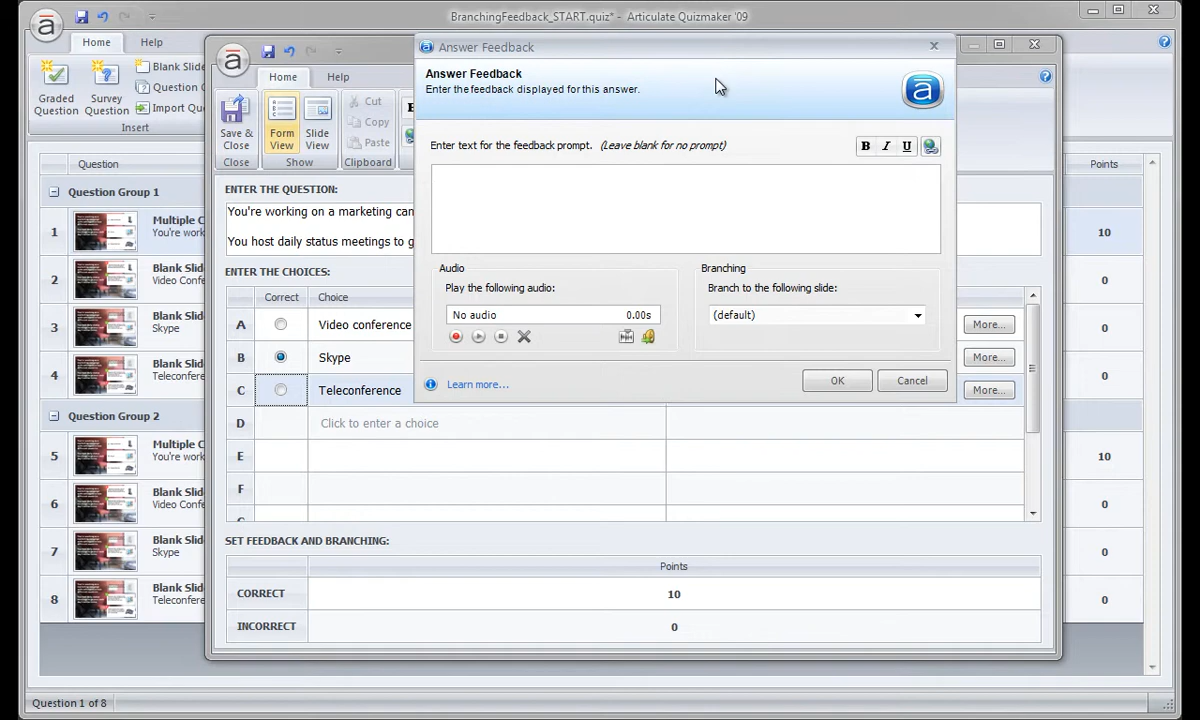 BranchingFeedback_START.quiz* - Articulate Quizmaker '09
Home
Help
Graded Question
Survey Question
Blank Slide
Question
Import Qu
Insert
Home
Help
Save & Close
Form View
Slide View
Cut
Copy
Paste
Close
Show
Clipboard
Answer Feedback
Answer Feedback
Enter the feedback displayed for this answer.
Enter text for the feedback prompt. (Leave blank for no prompt)
B I U
Audio
Play the following audio:
No audio 0.00s
Branching
Branch to the following slide:
(default)
Learn more...
OK
Cancel
Question
Points
Question Group 1
1 Multiple C
You're work
10
2 Blank Slid
Video Confe
0
3 Blank Slid
Skype
0
4 Blank Slid
Teleconfere
0
Question Group 2
5 Multiple C
You're work
10
6 Blank Slid
Video Confe
0
7 Blank Slid
Skype
0
8 Blank Slid
Teleconfere
0
ENTER THE QUESTION:
You're working on a marketing can
You host daily status meetings to g
ENTER THE CHOICES:
Correct Choice
A Video conference More...
B Skype More...
C Teleconference More...
D Click to enter a choice
E
F
SET FEEDBACK AND BRANCHING:
Points
CORRECT 10
INCORRECT 0
Question 1 of 8